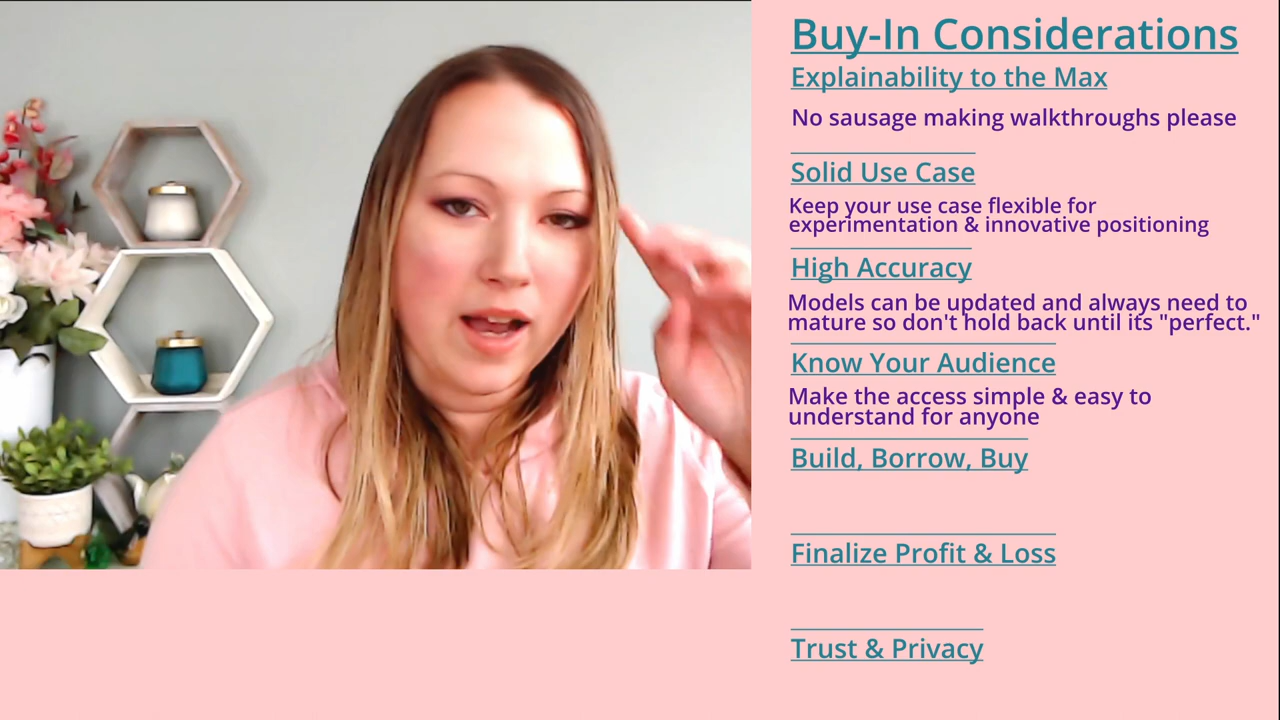 Buy-In Considerations
Explainability to the Max
No sausage making walkthroughs please
Solid Use Case
Keep your use case flexible for
experimentation & innovative positioning
High Accuracy
Models can be updated and always need to
mature so don't hold back until its "perfect."
Know Your Audience
Make the access simple & easy to
understand for anyone
Build, Borrow, Buy
Finalize Profit & Loss
Trust & Privacy